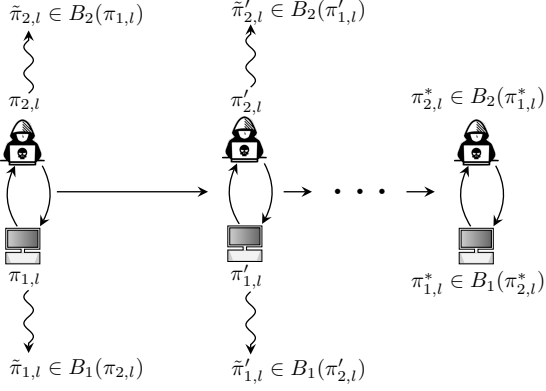 π̃_{2,l} ∈ B_2(π_{1,l})
π̃′_{2,l} ∈ B_2(π′_{1,l})
π_{2,l}
π′_{2,l}
π*_{2,l} ∈ B_2(π*_{1,l})
· · ·
π_{1,l}
π′_{1,l}
π*_{1,l} ∈ B_1(π*_{2,l})
π̃_{1,l} ∈ B_1(π_{2,l})
π̃′_{1,l} ∈ B_1(π′_{2,l})